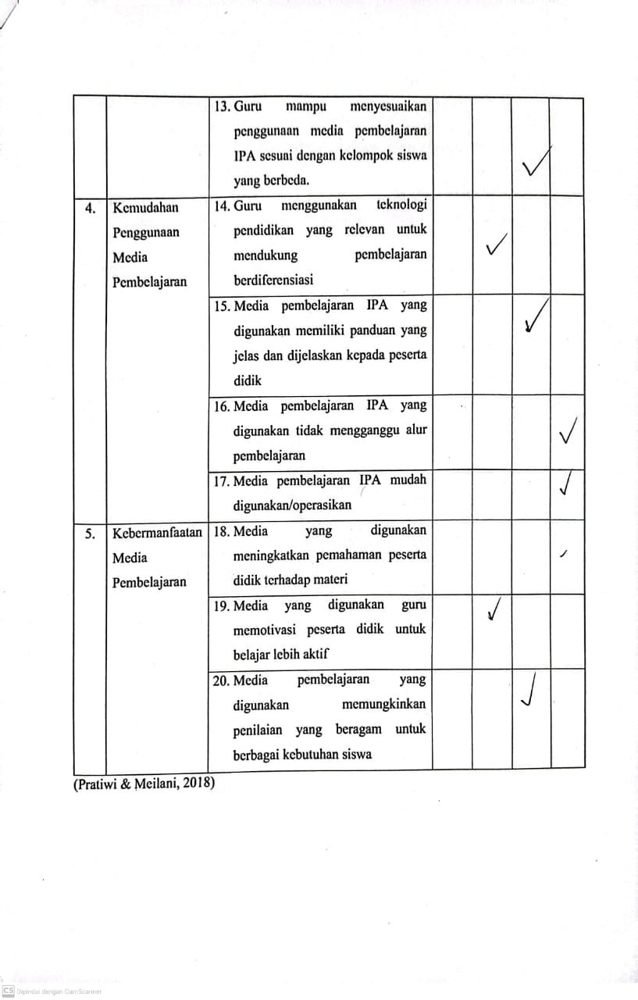 13. Guru mampu menyesuaikan
penggunaan media pembelajaran
IPA sesuai dengan kelompok siswa
yang berbeda.
4. Kemudahan
Penggunaan
Media
Pembelajaran
14. Guru menggunakan teknologi
pendidikan yang relevan untuk
mendukung pembelajaran
berdiferensiasi
15. Media pembelajaran IPA yang
digunakan memiliki panduan yang
jelas dan dijelaskan kepada peserta
didik
16. Media pembelajaran IPA yang
digunakan tidak mengganggu alur
pembelajaran
17. Media pembelajaran IPA mudah
digunakan/operasikan
5. Kebermanfaatan
Media
Pembelajaran
18. Media yang digunakan
meningkatkan pemahaman peserta
didik terhadap materi
19. Media yang digunakan guru
memotivasi peserta didik untuk
belajar lebih aktif
20. Media pembelajaran yang
digunakan memungkinkan
penilaian yang beragam untuk
berbagai kebutuhan siswa
(Pratiwi & Meilani, 2018)
CS Dipindai dengan CamScanner